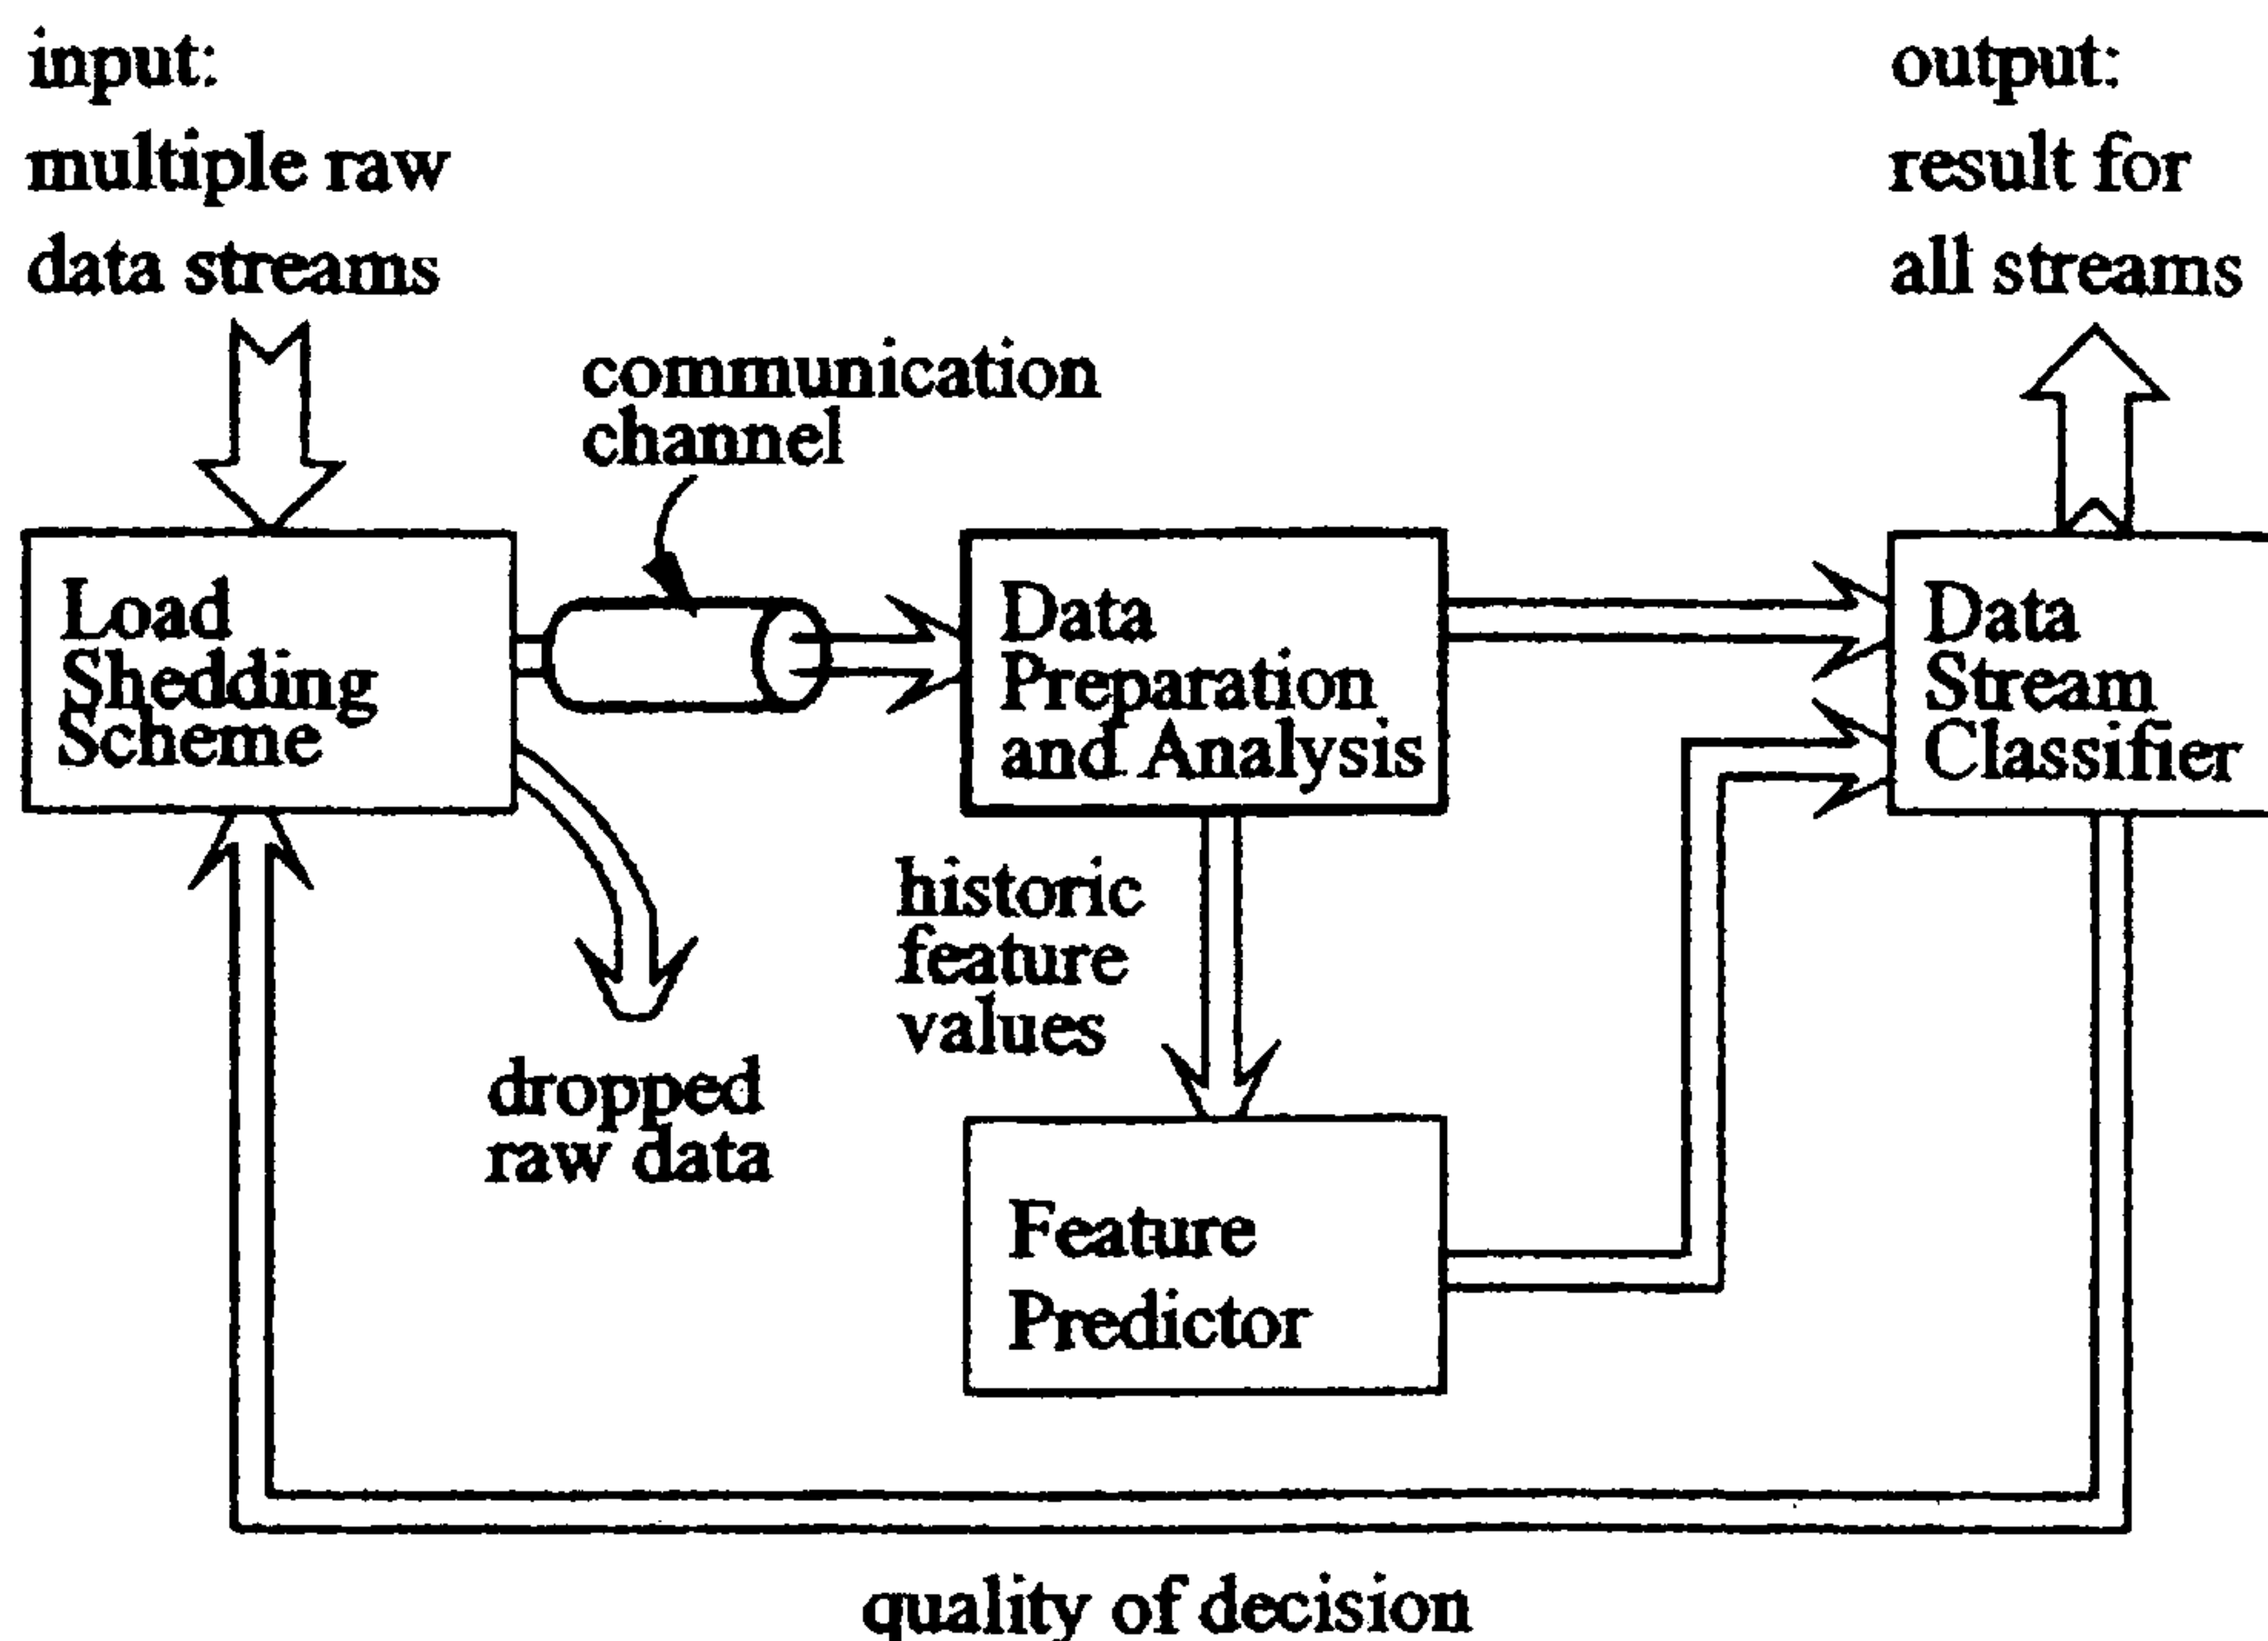 input:
multiple raw
data streams
output:
result for
all streams
communication
channel
Load
Shedding
Scheme
Data
Preparation
and Analysis
Data
Stream
Classifier
historic
feature
values
dropped
raw data
Feature
Predictor
quality of decision